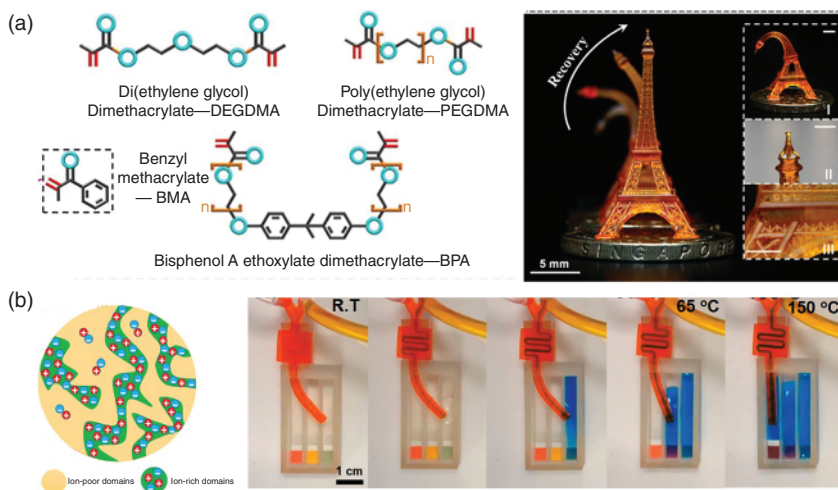 (a)
Di(ethylene glycol)
Dimethacrylate—DEGDMA
n
Poly(ethylene glycol)
Dimethacrylate—PEGDMA
Benzyl
methacrylate
— BMA
n
n
Bisphenol A ethoxylate dimethacrylate—BPA
Recovery
5 mm
SINGAPOR
I
II
III
(b)
Ion-poor domains
Ion-rich domains
R.T
1 cm
65 °C
150 °C